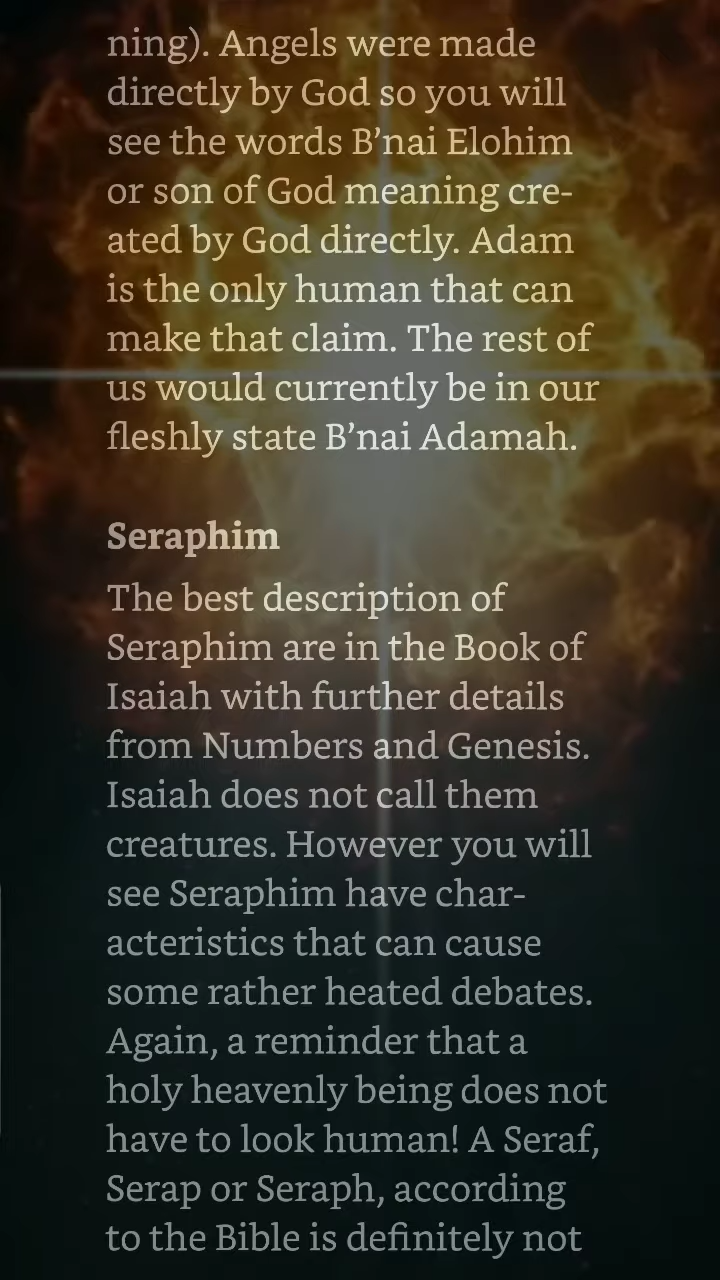 ning). Angels were made
directly by God so you will
see the words B’nai Elohim
or son of God meaning cre-
ated by God directly. Adam
is the only human that can
make that claim. The rest of
us would currently be in our
fleshly state B’nai Adamah.
Seraphim
The best description of
Seraphim are in the Book of
Isaiah with further details
from Numbers and Genesis.
Isaiah does not call them
creatures. However you will
see Seraphim have char-
acteristics that can cause
some rather heated debates.
Again, a reminder that a
holy heavenly being does not
have to look human! A Seraf,
Serap or Seraph, according
to the Bible is definitely not